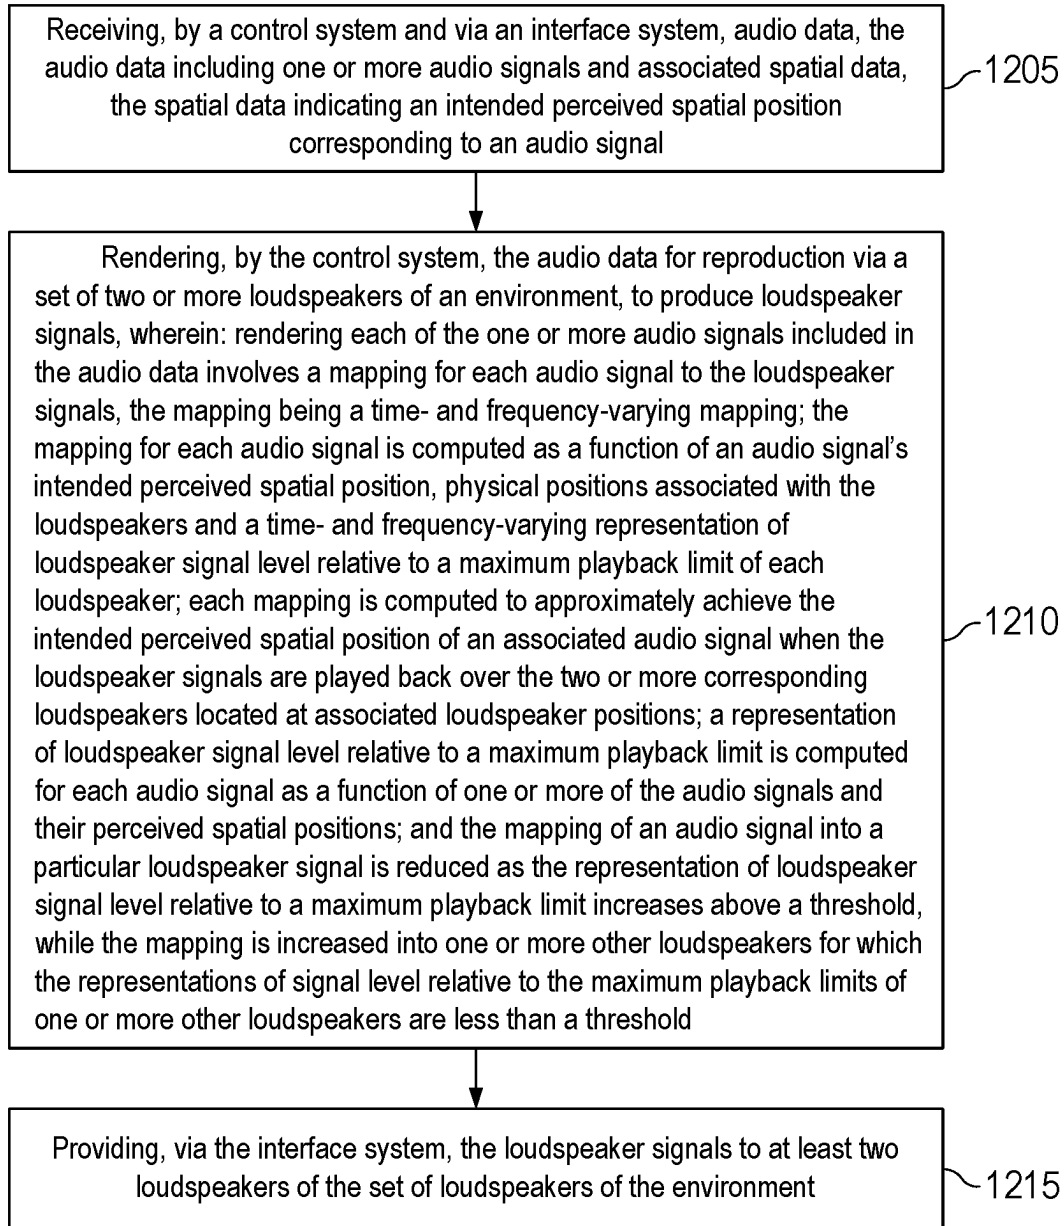 Receiving, by a control system and via an interface system, audio data, the
audio data including one or more audio signals and associated spatial data,
the spatial data indicating an intended perceived spatial position
corresponding to an audio signal
1205
Rendering, by the control system, the audio data for reproduction via a
set of two or more loudspeakers of an environment, to produce loudspeaker
signals, wherein: rendering each of the one or more audio signals included in
the audio data involves a mapping for each audio signal to the loudspeaker
signals, the mapping being a time- and frequency-varying mapping; the
mapping for each audio signal is computed as a function of an audio signal’s
intended perceived spatial position, physical positions associated with the
loudspeakers and a time- and frequency-varying representation of
loudspeaker signal level relative to a maximum playback limit of each
loudspeaker; each mapping is computed to approximately achieve the
intended perceived spatial position of an associated audio signal when the
loudspeaker signals are played back over the two or more corresponding
loudspeakers located at associated loudspeaker positions; a representation
of loudspeaker signal level relative to a maximum playback limit is computed
for each audio signal as a function of one or more of the audio signals and
their perceived spatial positions; and the mapping of an audio signal into a
particular loudspeaker signal is reduced as the representation of loudspeaker
signal level relative to a maximum playback limit increases above a threshold,
while the mapping is increased into one or more other loudspeakers for which
the representations of signal level relative to the maximum playback limits of
one or more other loudspeakers are less than a threshold
1210
Providing, via the interface system, the loudspeaker signals to at least two
loudspeakers of the set of loudspeakers of the environment
1215